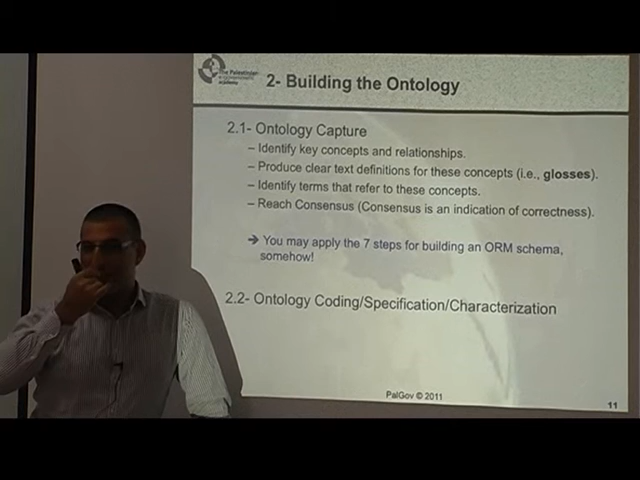 The Palestinian
academy
2- Building the Ontology
2.1- Ontology Capture
– Identify key concepts and relationships.
– Produce clear text definitions for these concepts (i.e., glosses).
– Identify terms that refer to these concepts.
– Reach Consensus (Consensus is an indication of correctness).
➔ You may apply the 7 steps for building an ORM schema,
somehow!
2.2- Ontology Coding/Specification/Characterization
PalGov © 2011
11